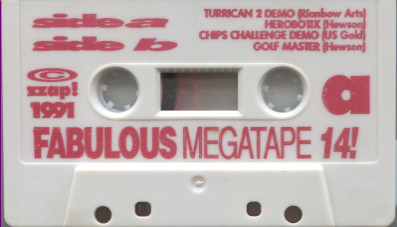 side a
side b
TURRICAN 2 DEMO (Rianbow Arts)
HEROBOTIX (Hewson)
CHIPS CHALLENGE DEMO (US Gold)
GOLF MASTER (Hewson)
©
zzap!
1991
a
FABULOUS MEGATAPE 14!